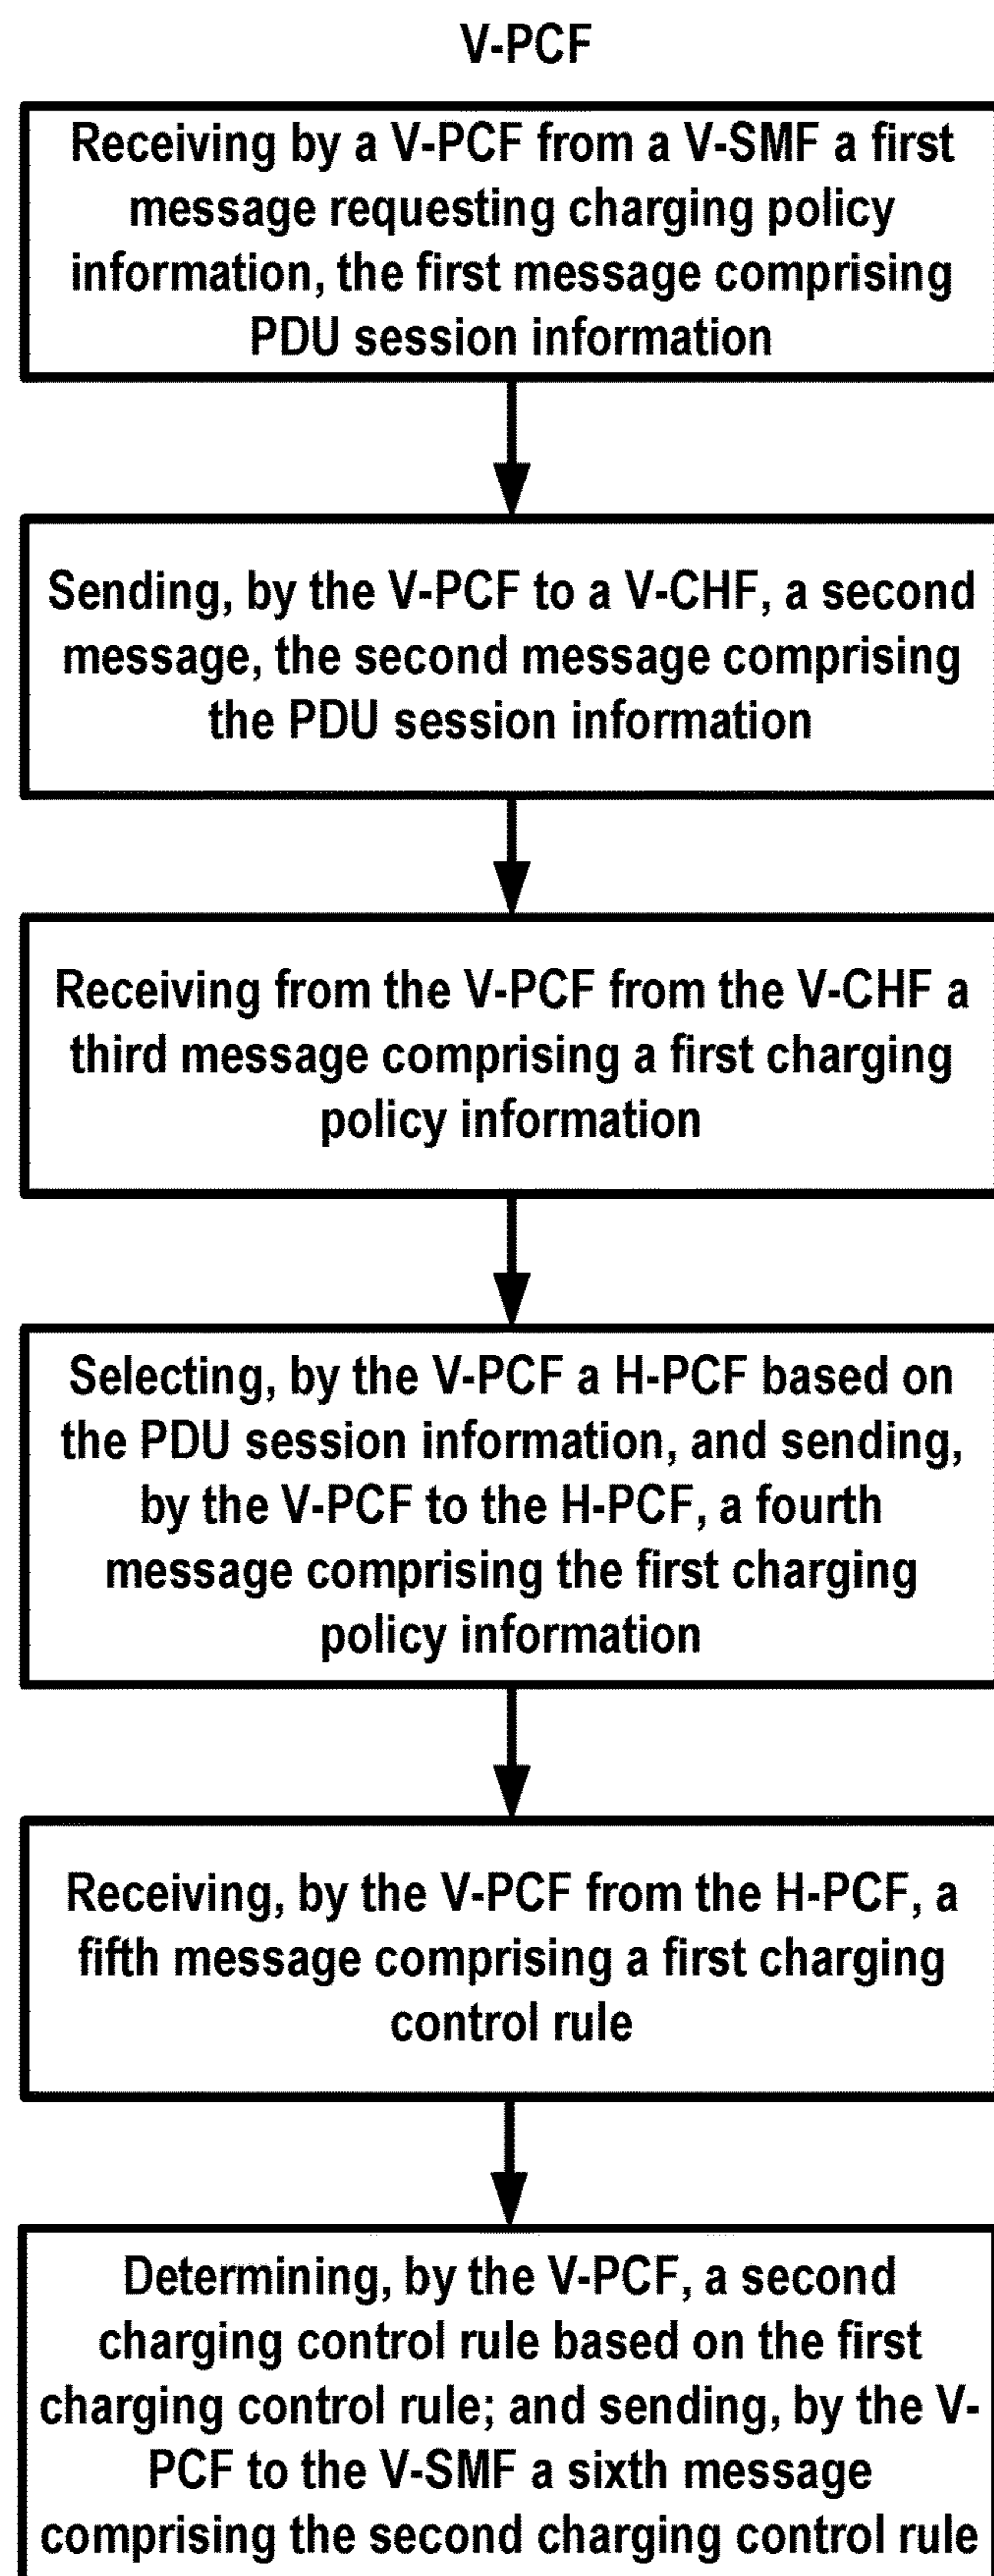 V-PCF
Receiving by a V-PCF from a V-SMF a first
message requesting charging policy
information, the first message comprising
PDU session information
Sending, by the V-PCF to a V-CHF, a second
message, the second message comprising
the PDU session information
Receiving from the V-PCF from the V-CHF a
third message comprising a first charging
policy information
Selecting, by the V-PCF a H-PCF based on
the PDU session information, and sending,
by the V-PCF to the H-PCF, a fourth
message comprising the first charging
policy information
Receiving, by the V-PCF from the H-PCF, a
fifth message comprising a first charging
control rule
Determining, by the V-PCF, a second
charging control rule based on the first
charging control rule; and sending, by the V-
PCF to the V-SMF a sixth message
comprising the second charging control rule